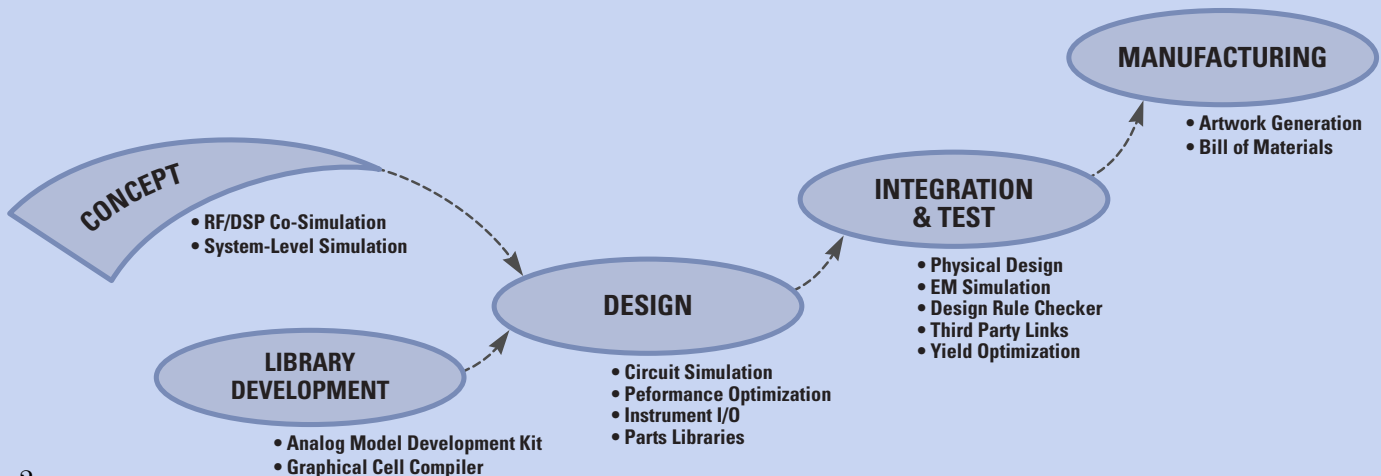 MANUFACTURING
• Artwork Generation
• Bill of Materials
CONCEPT
• RF/DSP Co-Simulation
• System-Level Simulation
INTEGRATION
& TEST
• Physical Design
• EM Simulation
• Design Rule Checker
• Third Party Links
• Yield Optimization
DESIGN
• Circuit Simulation
• Peformance Optimization
• Instrument I/O
• Parts Libraries
LIBRARY
DEVELOPMENT
• Analog Model Development Kit
• Graphical Cell Compiler